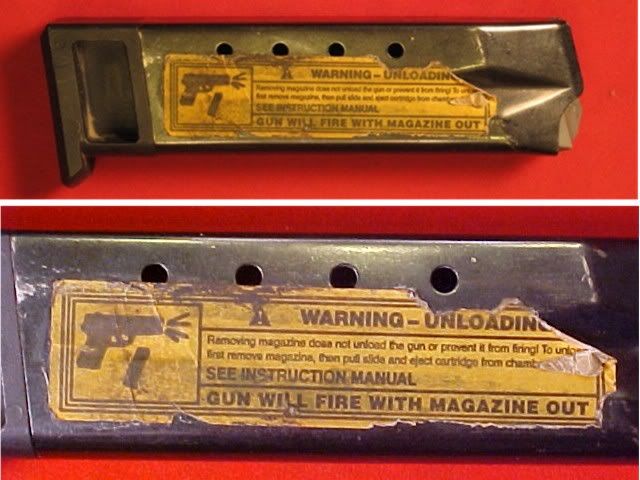 WARNING – UNLOADING
Removing magazine does not unload the gun or prevent it from firing! To
first remove magazine, then pull slide and eject cartridge from
SEE INSTRUCTION MANUAL
GUN WILL FIRE WITH MAGAZINE OUT
WARNING – UNLOADING
Removing magazine does not unload the gun or prevent it from firing! To
first remove magazine, then pull slide and eject cartridge from
SEE INSTRUCTION MANUAL
GUN WILL FIRE WITH MAGAZINE OUT